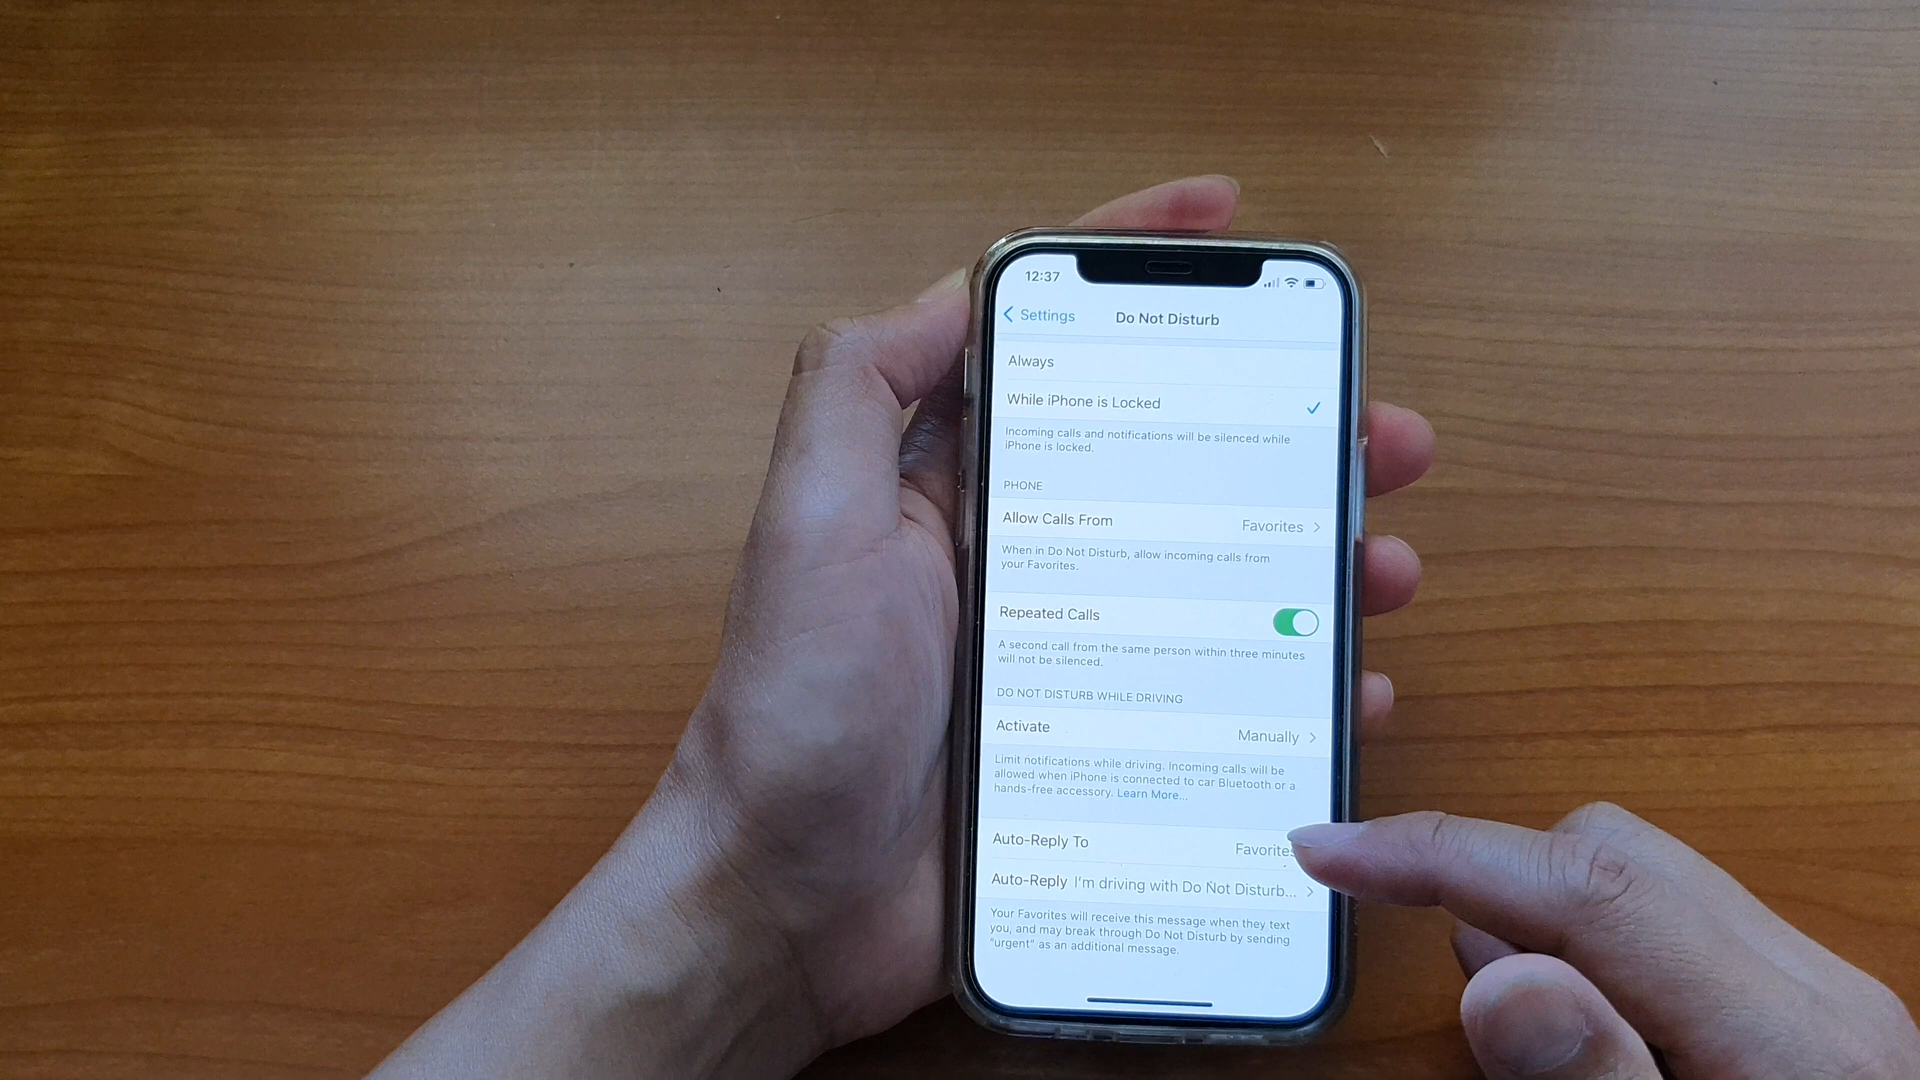 12:37
Settings
Do Not Disturb
Always
While iPhone is Locked
Incoming calls and notifications will be silenced while
iPhone is locked.
PHONE
Allow Calls From Favorites
When in Do Not Disturb, allow incoming calls from
your Favorites.
Repeated Calls
A second call from the same person within three minutes
will not be silenced.
DO NOT DISTURB WHILE DRIVING
Activate Manually
Limit notifications while driving. Incoming calls will be
allowed when iPhone is connected to car Bluetooth or a
hands-free accessory. Learn More...
Auto-Reply To Favorites
Auto-Reply I'm driving with Do Not Disturb...
Your Favorites will receive this message when they text
you, and may break through Do Not Disturb by sending
"urgent" as an additional message.